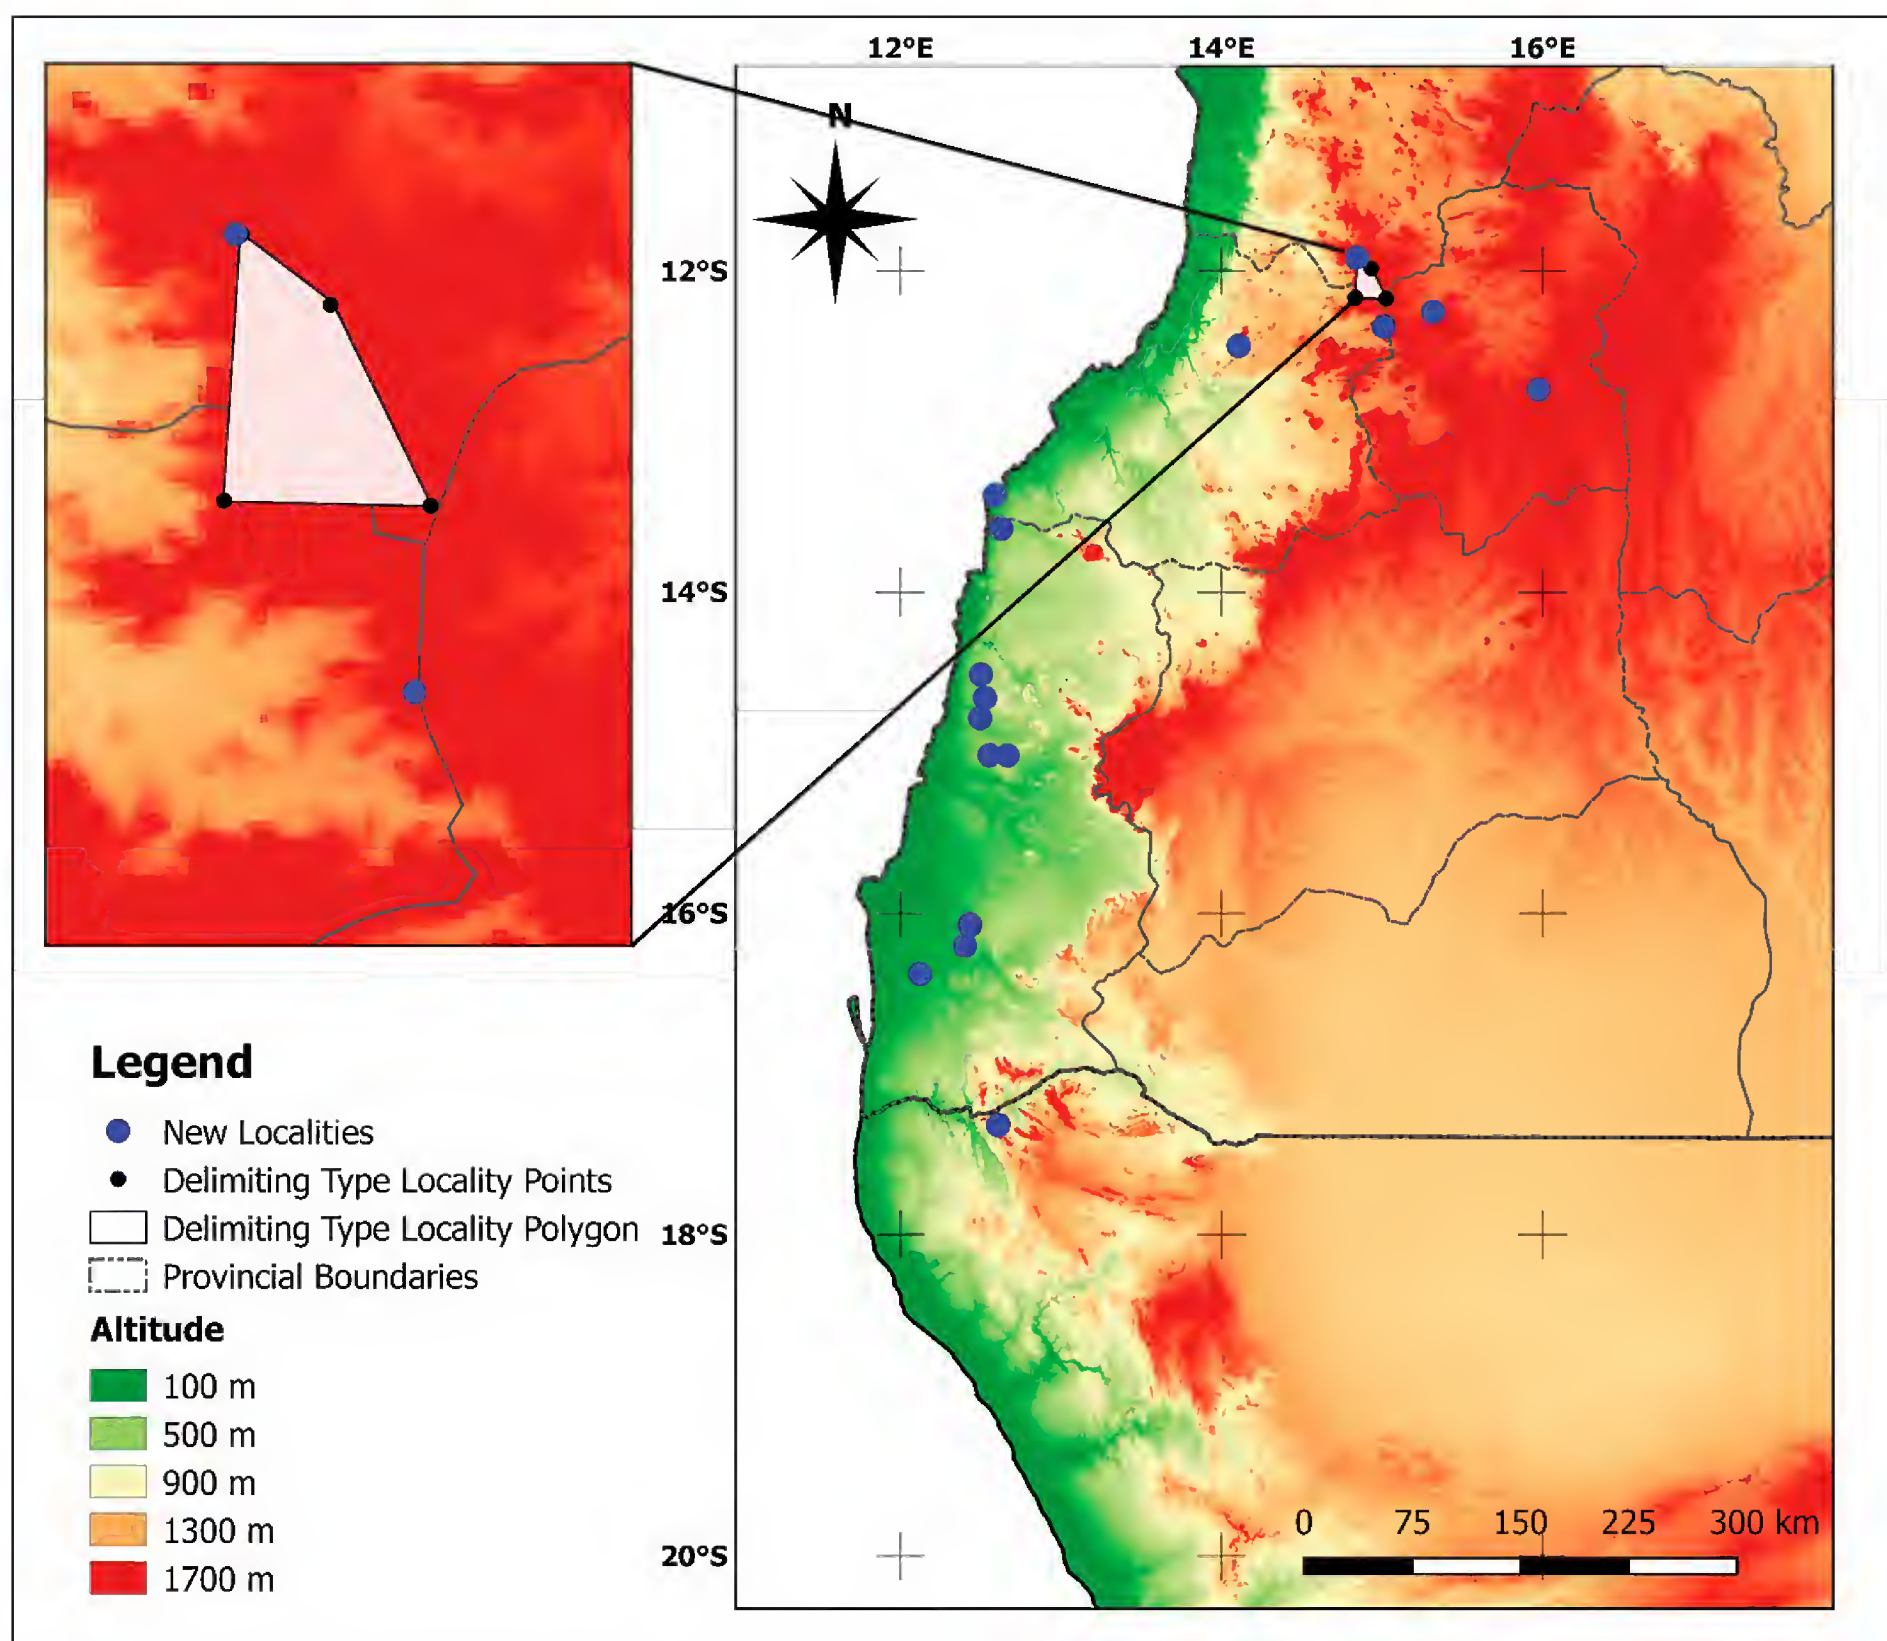 12°E 14°E 16°E
N
12°S
14°S
16°S
18°S
20°S
Legend
New Localities
Delimiting Type Locality Points
Delimiting Type Locality Polygon
Provincial Boundaries
Altitude
100 m
500 m
900 m
1300 m
1700 m
0 75 150 225 300 km